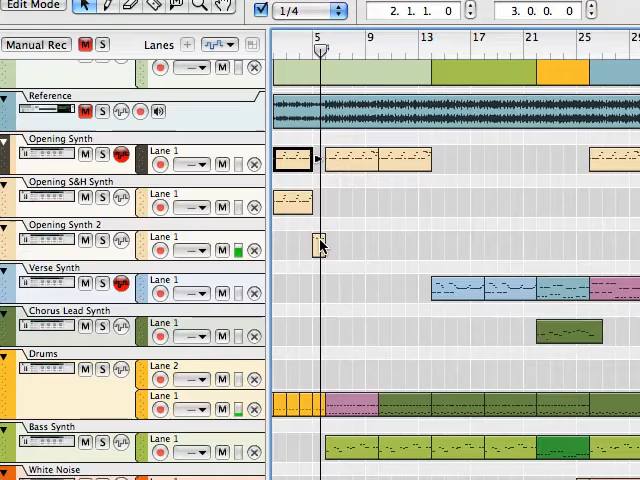 Edit Mode
1/4
2. 1. 1. 0
3. 0. 0. 0
Manual Rec
M
S
Lanes
5
9
13
17
21
25
29
M
S
Reference
M
S
Opening Synth
M
S
Lane 1
M
Opening S&H Synth
M
S
Lane 1
M
Opening Synth 2
M
S
Lane 1
M
Verse Synth
M
S
Lane 1
M
Chorus Lead Synth
M
S
Lane 1
M
Drums
M
S
Lane 2
M
Lane 1
M
Bass Synth
M
S
Lane 1
M
White Noise